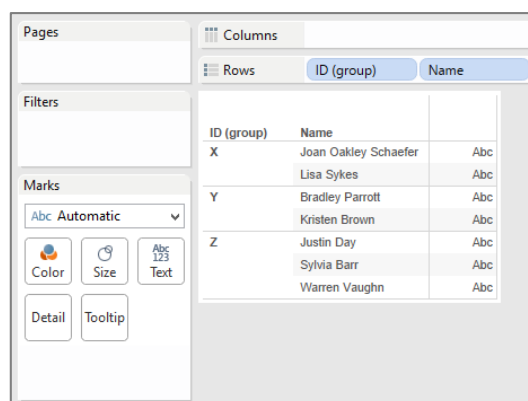 Pages
Columns
Rows ID (group) Name
Filters
ID (group) Name
X Joan Oakley Schaefer Abc
Lisa Sykes Abc
Y Bradley Parrott Abc
Kristen Brown Abc
Z Justin Day Abc
Sylvia Barr Abc
Warren Vaughn Abc
Marks
Abc Automatic
Abc
123
Color Size Text
Detail Tooltip